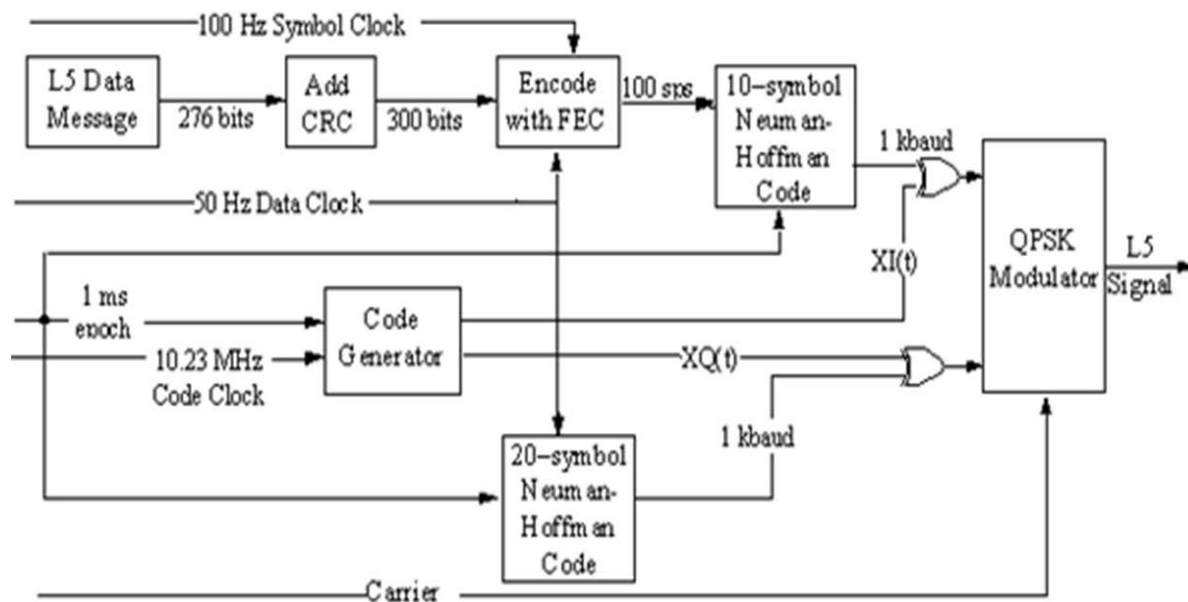 100 Hz Symbol Clock
L5 Data
Message
276 bits
Add
CRC
300 bits
Encode
with FEC
100 sps
10-symbol
Neuman-
Hoffman
Code
1 kbaud
50 Hz Data Clock
XI(t)
QPSK
Modulator
L5
Signal
1 ms
epoch
10.23 MHz
Code Clock
Code
Generator
XQ(t)
1 kbaud
20-symbol
Neuman-
Hoffman
Code
Carrier